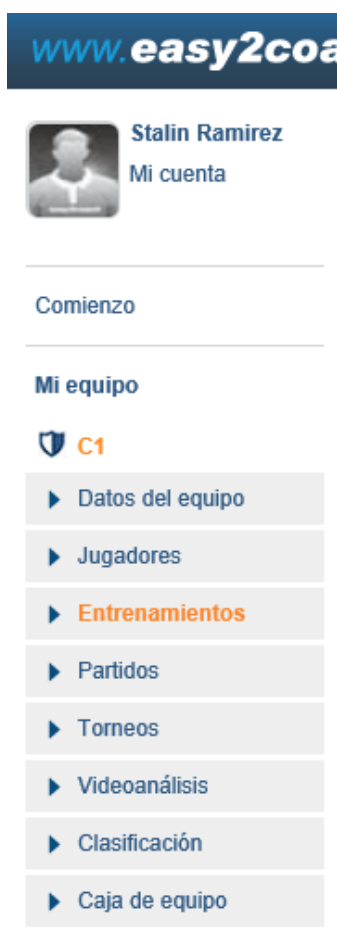 www.easy2coa
Stalin Ramirez
Mi cuenta
Comienzo
Mi equipo
C1
Datos del equipo
Jugadores
Entrenamientos
Partidos
Torneos
Videoanálisis
Clasificación
Caja de equipo